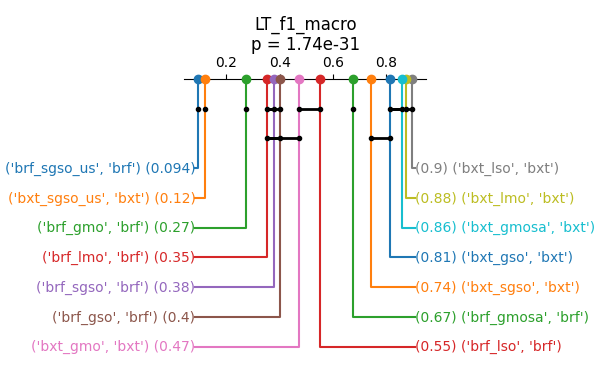 LT_f1_macro
p = 1.74e-31
0.2 0.4 0.6 0.8
('brf_sgso_us', 'brf') (0.094) (0.9) ('bxt_lso', 'bxt')
('bxt_sgso_us', 'bxt') (0.12) (0.88) ('bxt_lmo', 'bxt')
('brf_gmo', 'brf') (0.27) (0.86) ('bxt_gmosa', 'bxt')
('brf_lmo', 'brf') (0.35) (0.81) ('bxt_gso', 'bxt')
('brf_sgso', 'brf') (0.38) (0.74) ('bxt_sgso', 'bxt')
('brf_gso', 'brf') (0.4) (0.67) ('brf_gmosa', 'brf')
('bxt_gmo', 'bxt') (0.47) (0.55) ('brf_lso', 'brf')